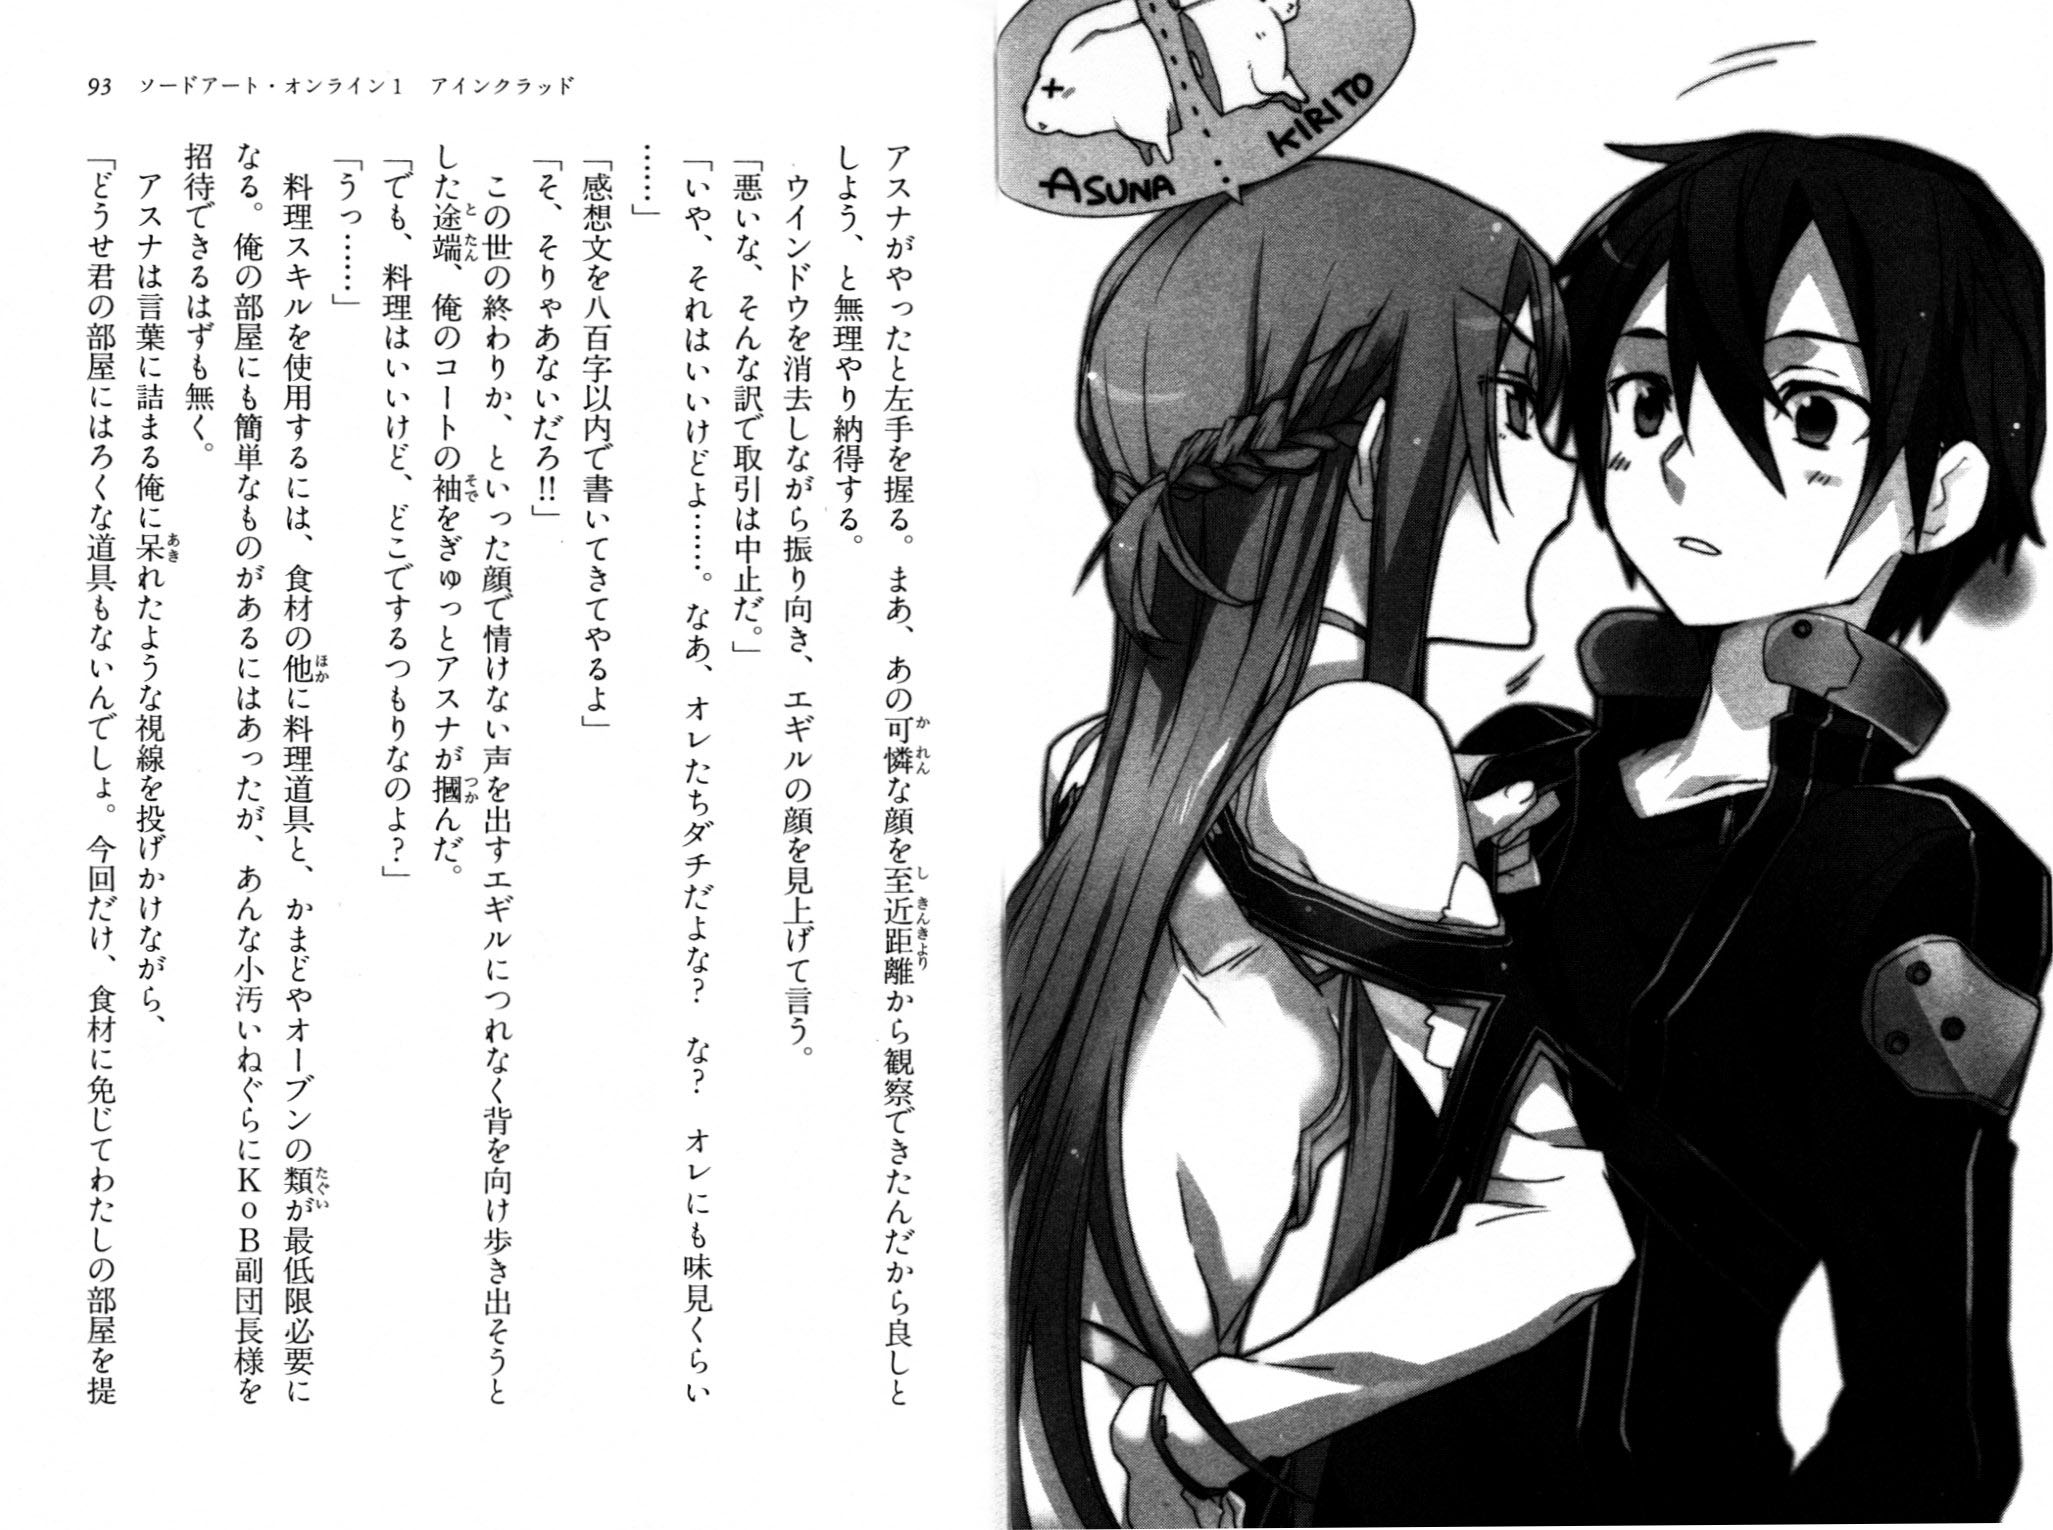 KIRITO
ASUNA
93 ソードアート・オンライン1 アインクラッド
アスナがやったと左手を握る。まあ、あの可憐な顔を至近距離から観察できたんだから良しと
しよう、と無理やり納得する。
ウインドウを消去しながら振り向き、エギルの顔を見上げて言う。
「悪いな、そんな訳で取引は中止だ。」
「いや、それはいいけどよ……。なあ、オレたちダチだよな? な? オレにも味見くらい
……」
「感想文を八百字以内で書いてきてやるよ」
「そ、そりゃあないだろ!!」
この世の終わりか、といった顔で情けない声を出すエギルにつれなく背を向け歩き出そうと
した途端、俺のコートの袖をぎゅっとアスナが摑んだ。
「でも、料理はいいけど、どこでするつもりなのよ?」
「うっ……」
料理スキルを使用するには、食材の他に料理道具と、かまどやオーブンの類が最低限必要に
なる。俺の部屋にも簡単なものがあるにはあったが、あんな小汚いねぐらにKoB副団長様を
招待できるはずも無く。
アスナは言葉に詰まる俺に呆れたような視線を投げかけながら、
「どうせ君の部屋にはろくな道具もないんでしょ。今回だけ、食材に免じてわたしの部屋を提